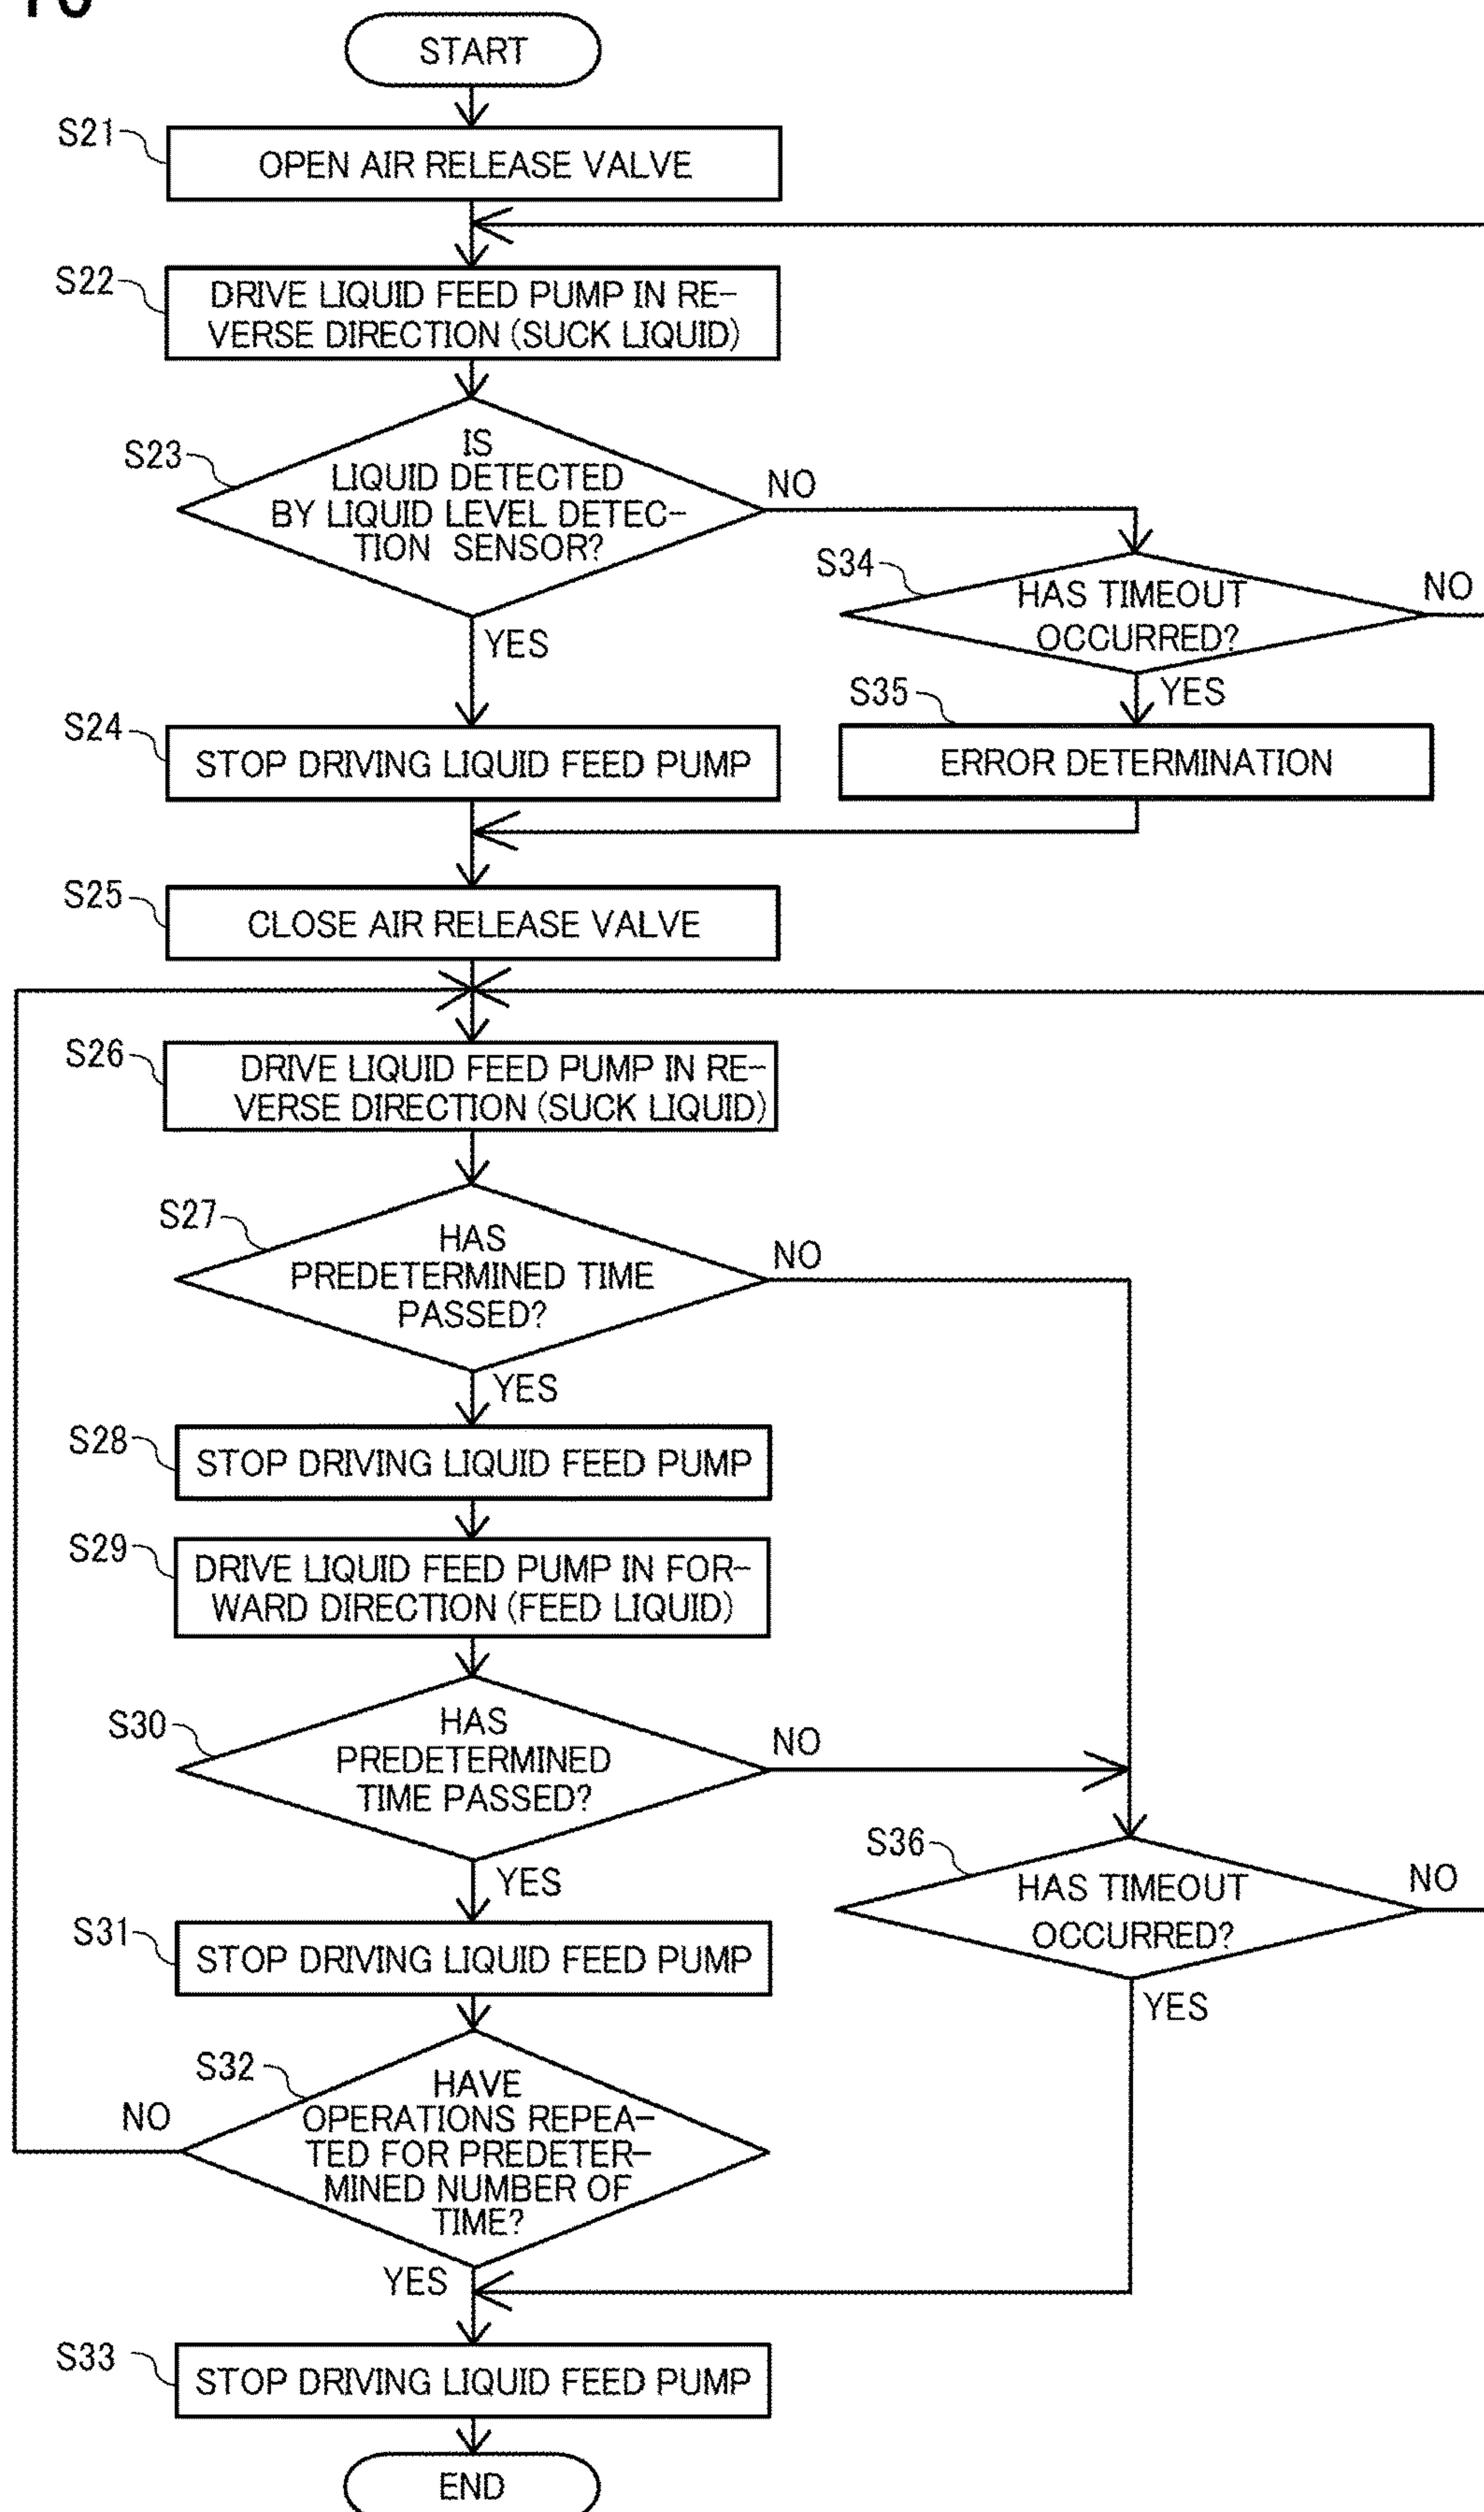 START
S21
OPEN AIR RELEASE VALVE
S22
DRIVE LIQUID FEED PUMP IN RE-
VERSE DIRECTION (SUCK LIQUID)
S23
IS
LIQUID DETECTED
BY LIQUID LEVEL DETEC-
TION SENSOR?
NO
YES
S34
HAS TIMEOUT
OCCURRED?
NO
YES
S35
ERROR DETERMINATION
S24
STOP DRIVING LIQUID FEED PUMP
S25
CLOSE AIR RELEASE VALVE
S26
DRIVE LIQUID FEED PUMP IN RE-
VERSE DIRECTION (SUCK LIQUID)
S27
HAS
PREDETERMINED TIME
PASSED?
NO
YES
S28
STOP DRIVING LIQUID FEED PUMP
S29
DRIVE LIQUID FEED PUMP IN FOR-
WARD DIRECTION (FEED LIQUID)
S30
HAS
PREDETERMINED
TIME PASSED?
NO
YES
S36
HAS TIMEOUT
OCCURRED?
NO
YES
S31
STOP DRIVING LIQUID FEED PUMP
S32
HAVE
OPERATIONS REPEA-
TED FOR PREDETER-
MINED NUMBER OF
TIME?
NO
YES
S33
STOP DRIVING LIQUID FEED PUMP
END